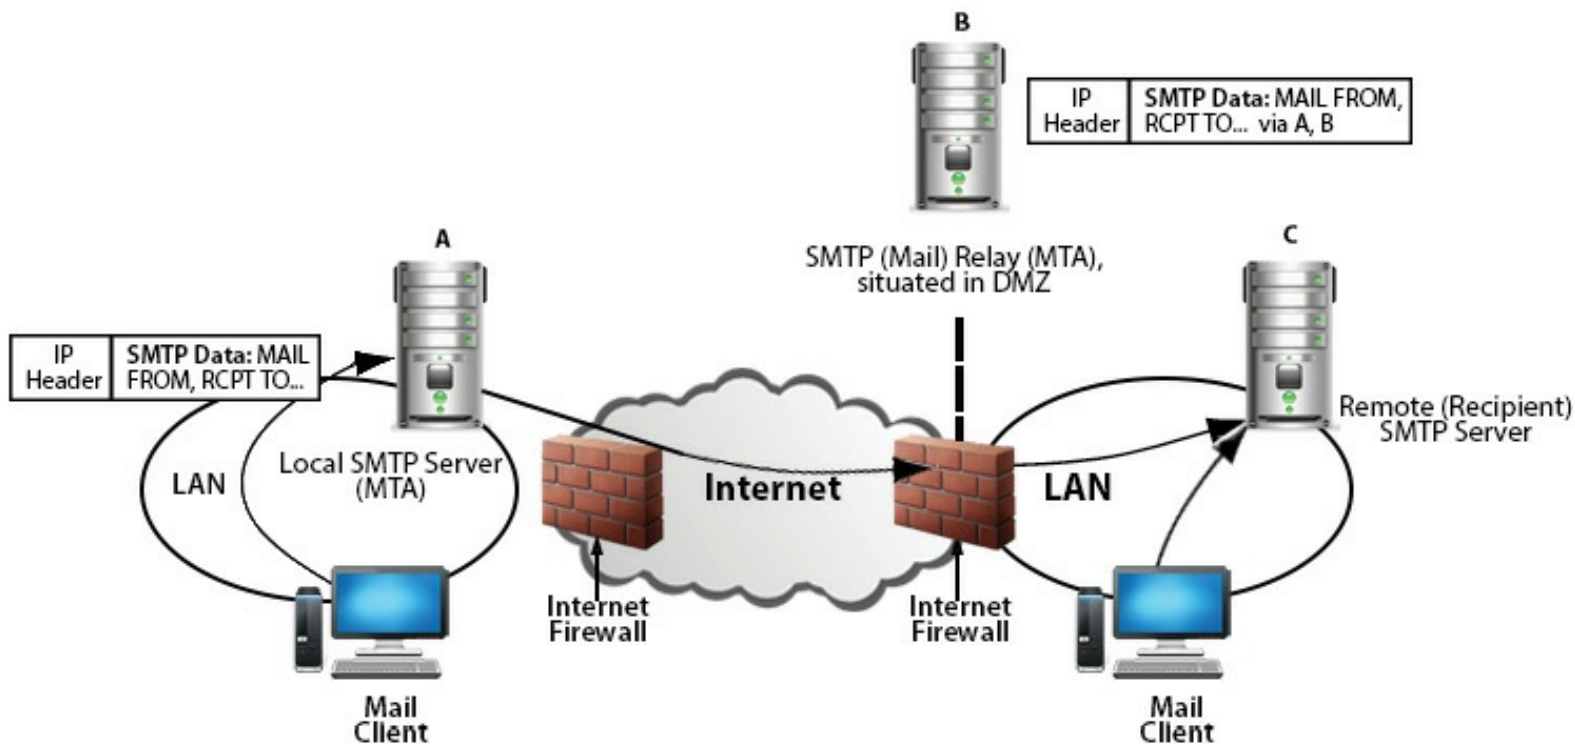 B
IP
Header
SMTP Data: MAIL FROM,
RCPT TO... via A, B
A
SMTP (Mail) Relay (MTA),
situated in DMZ
C
IP
Header
SMTP Data: MAIL
FROM, RCPT TO...
Remote (Recipient)
SMTP Server
LAN
Local SMTP Server
(MTA)
Internet
LAN
Internet
Firewall
Internet
Firewall
Mail
Client
Mail
Client